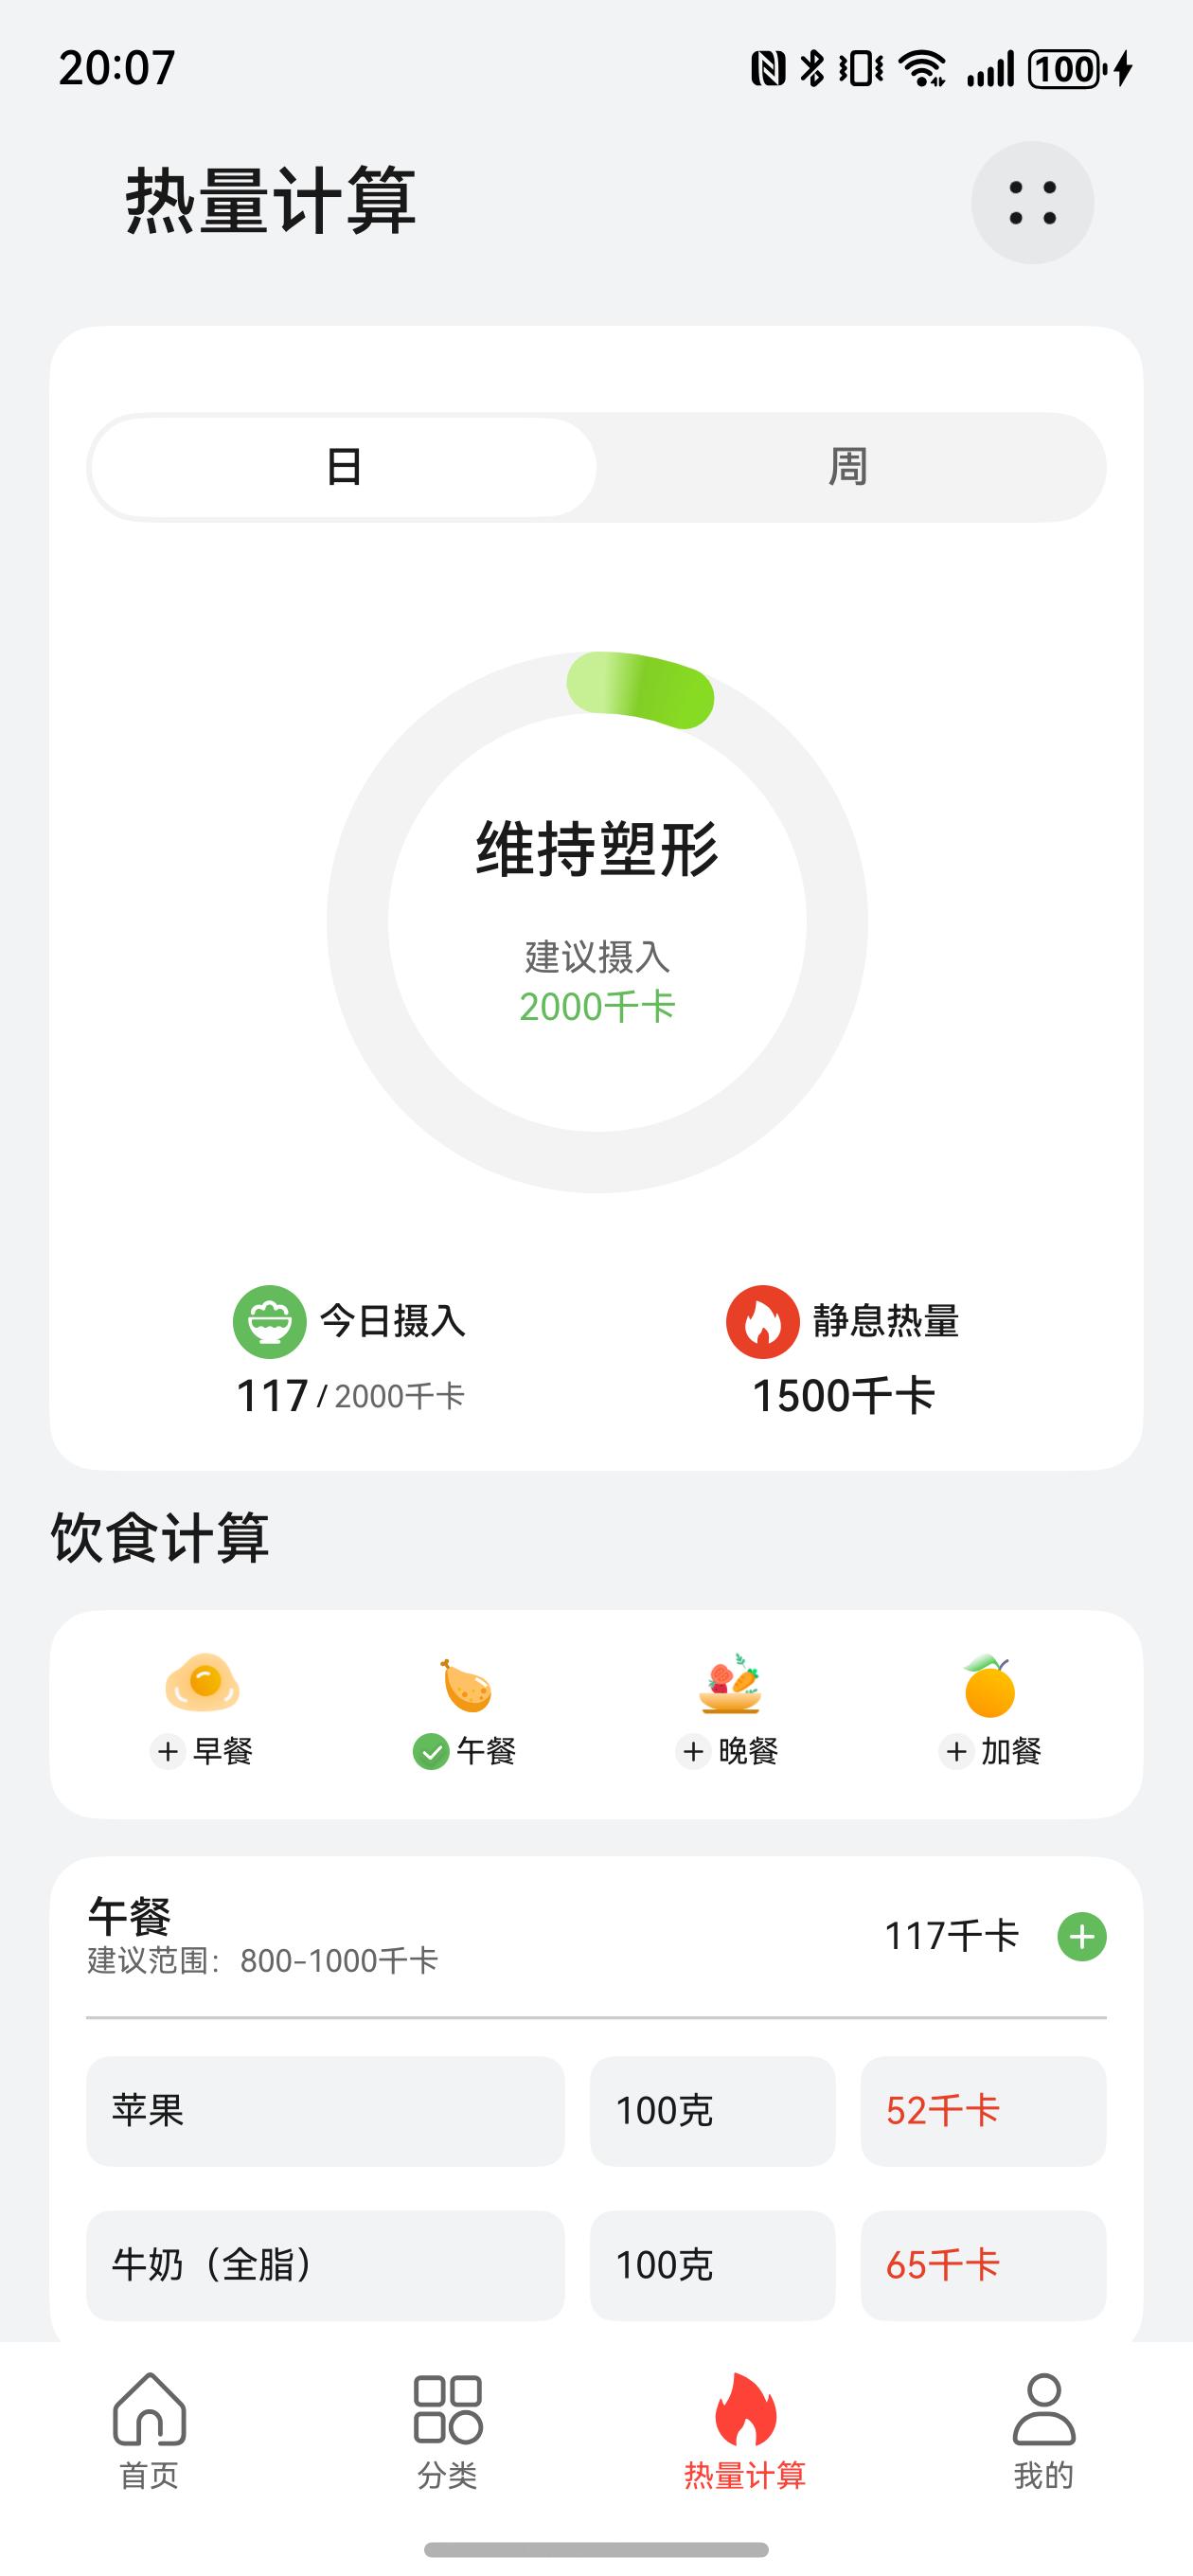 20:07
100
热量计算
日 周
维持塑形
建议摄入
2000千卡
今日摄入 静息热量
117 / 2000千卡 1500千卡
饮食计算
早餐 午餐 晚餐 加餐
午餐
建议范围：800-1000千卡
117千卡
苹果 100克 52千卡
牛奶（全脂） 100克 65千卡
首页 分类 热量计算 我的